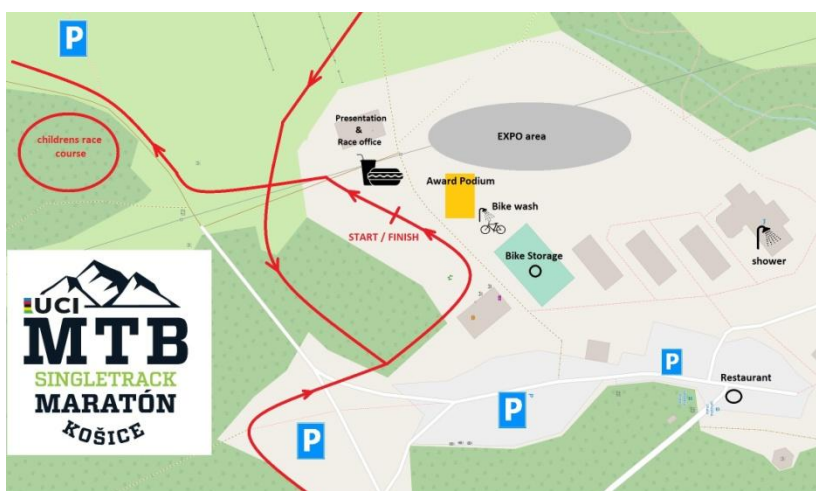 P
childrens race
course
Presentation
&
Race office
EXPO area
Award Podium
Bike wash
START / FINISH
Bike Storage
shower
UCI
MTB
SINGLETRACK
MARATÓN
KOŠICE
P
P
P
Restaurant